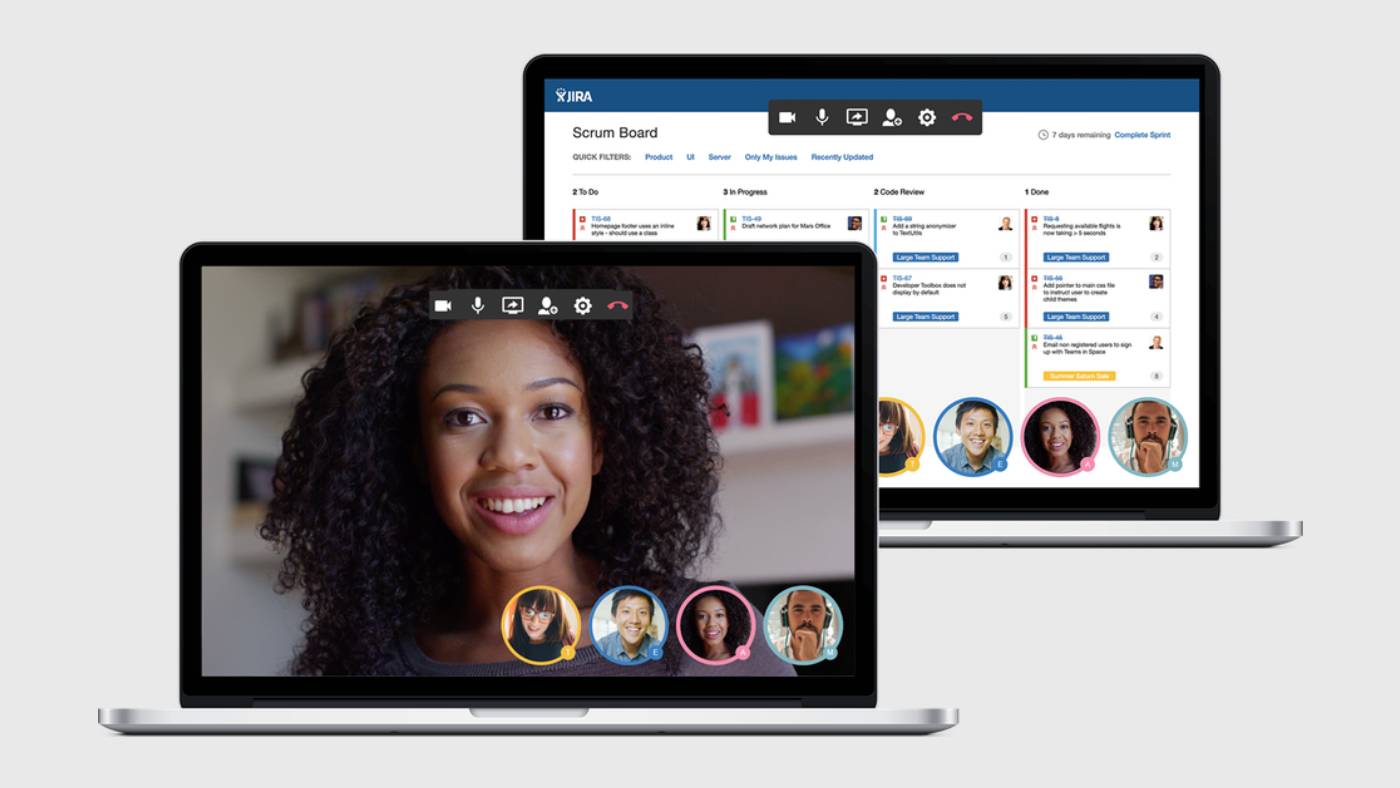 JIRA
Scrum Board
7 days remaining Complete Sprint
QUICK FILTERS: Product UI Server Only My Issues Recently Updated
2 To Do
3 In Progress
2 Code Review
1 Done
TIS-68
Homepage footer uses an inline
style - should use a class
TIS-49
Draft network plan for Mars Office
TIS-69
Add a string anonymizer
to TextUtils
Large Team Support
1
TIS-67
Developer Toolbox does not
display by default
Large Team Support
5
TIS-8
Requesting available flights is
now taking > 5 seconds
Large Team Support
2
TIS-56
Add pointer to main css file
to instruct user to create
child themes
Large Team Support
4
TIS-45
Email non registered users to sign
up with Teams in Space
Summer Saturn Sale
8
T
E
A
M
T
E
A
M